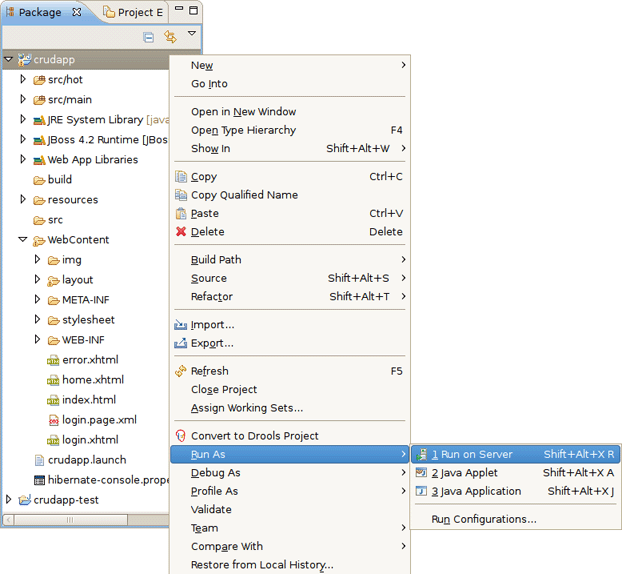 Package
Project E
crudapp
src/hot
src/main
JRE System Library [java
JBoss 4.2 Runtime [JBos
Web App Libraries
build
resources
src
WebContent
img
layout
META-INF
stylesheet
WEB-INF
error.xhtml
home.xhtml
index.html
login.page.xml
login.xhtml
crudapp.launch
hibernate-console.prope
crudapp-test
New
Go Into
Open in New Window
Open Type Hierarchy F4
Show In Shift+Alt+W
Copy Ctrl+C
Copy Qualified Name
Paste Ctrl+V
Delete Delete
Build Path
Source Shift+Alt+S
Refactor Shift+Alt+T
Import...
Export...
Refresh F5
Close Project
Assign Working Sets...
Convert to Drools Project
Run As
Debug As
Profile As
Validate
Team
Compare With
Restore from Local History...
1 Run on Server Shift+Alt+X R
2 Java Applet Shift+Alt+X A
3 Java Application Shift+Alt+X J
Run Configurations...